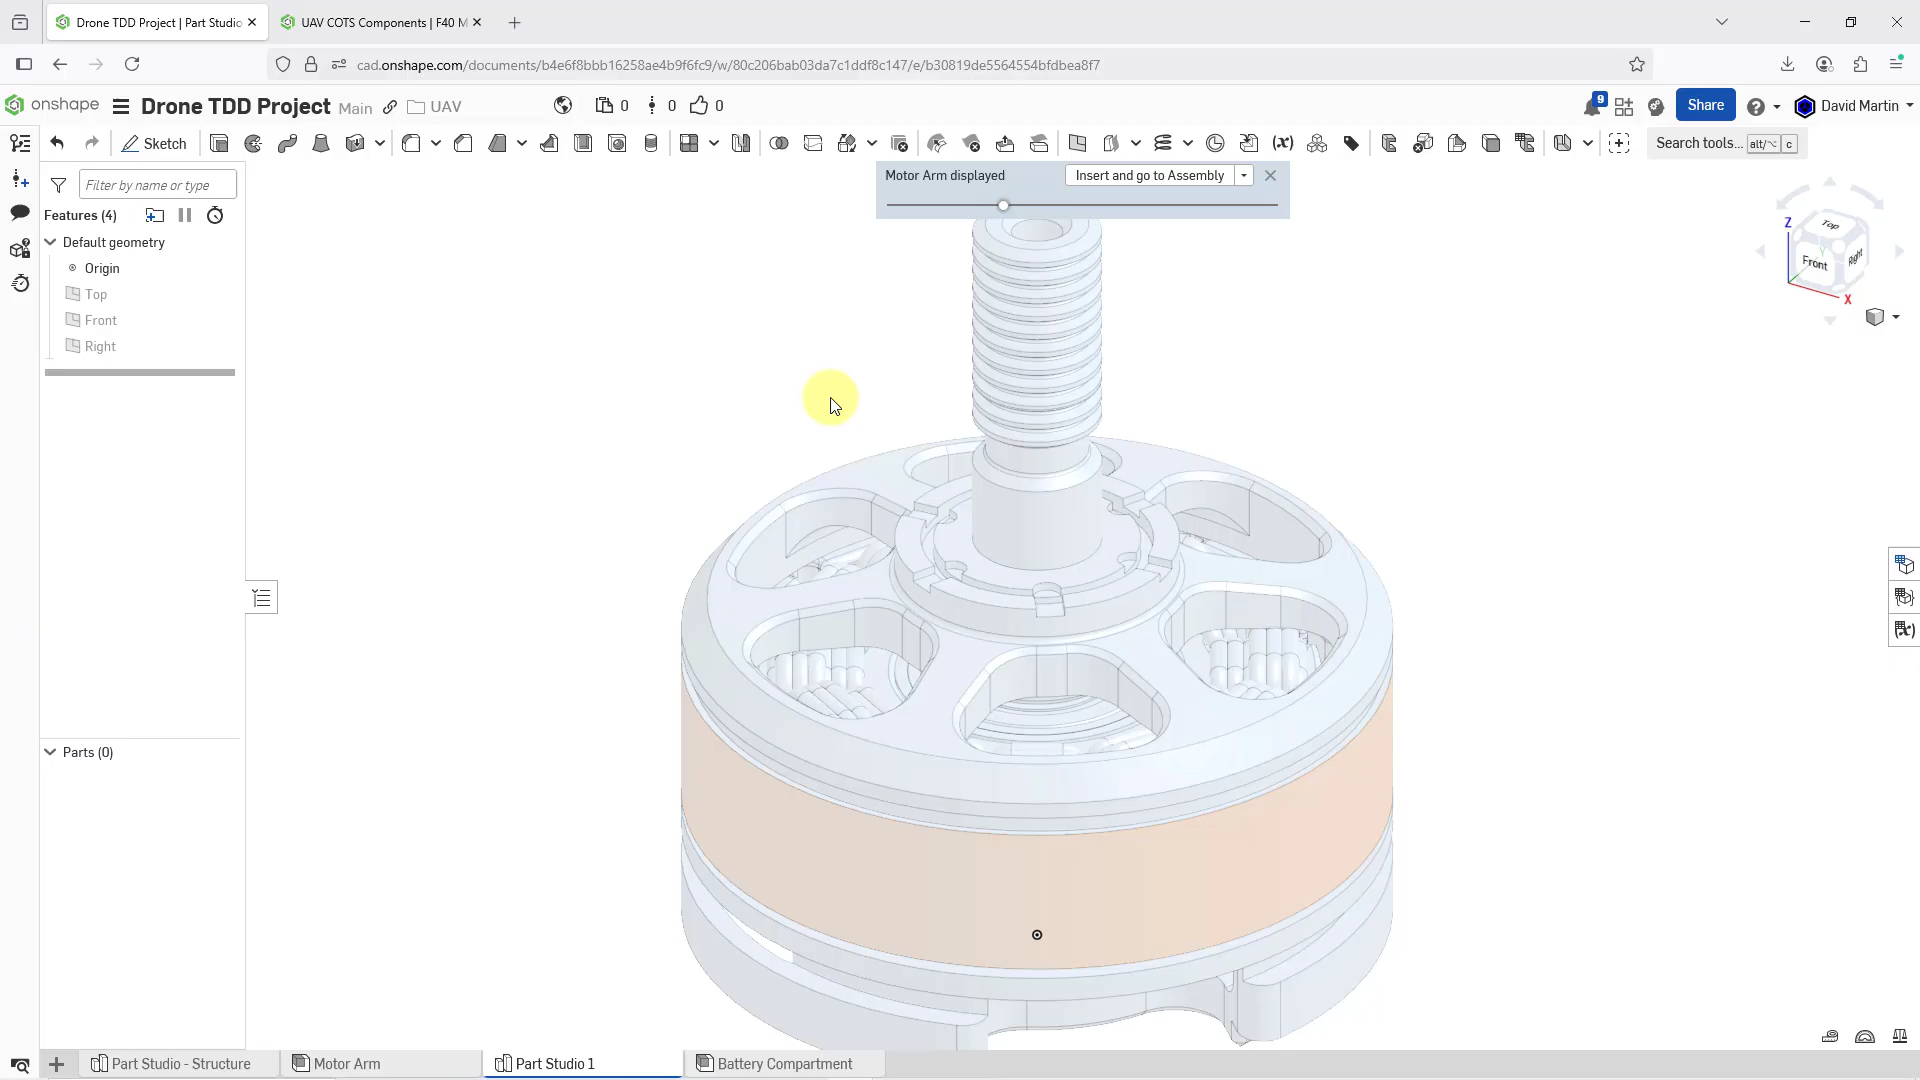 Drone TDD Project | Part Studio
UAV COTS Components | F40 M
cad.onshape.com/documents/b4e6f8bbb16258ae4b9f6fc9/w/80c206bab03da7c1ddf8c147/e/b30819de5564554bfdbea8f7
onshape
Drone TDD Project
Main
UAV
0
0
0
9
Share
David Martin
Sketch
Search tools...
alt/⌥
c
Motor Arm displayed
Insert and go to Assembly
Filter by name or type
Features (4)
Default geometry
Origin
Top
Front
Right
Parts (0)
Z
Top
Front
Right
Y
X
Part Studio - Structure
Motor Arm
Part Studio 1
Battery Compartment